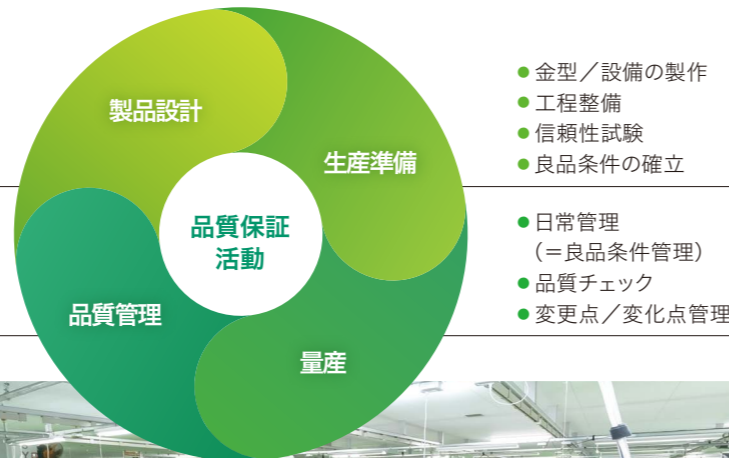 製品設計
生産準備
品質保証
活動
品質管理
量産
●金型／設備の製作
●工程整備
●信頼性試験
●良品条件の確立
●日常管理
（＝良品条件管理）
●品質チェック
●変更点／変化点管理